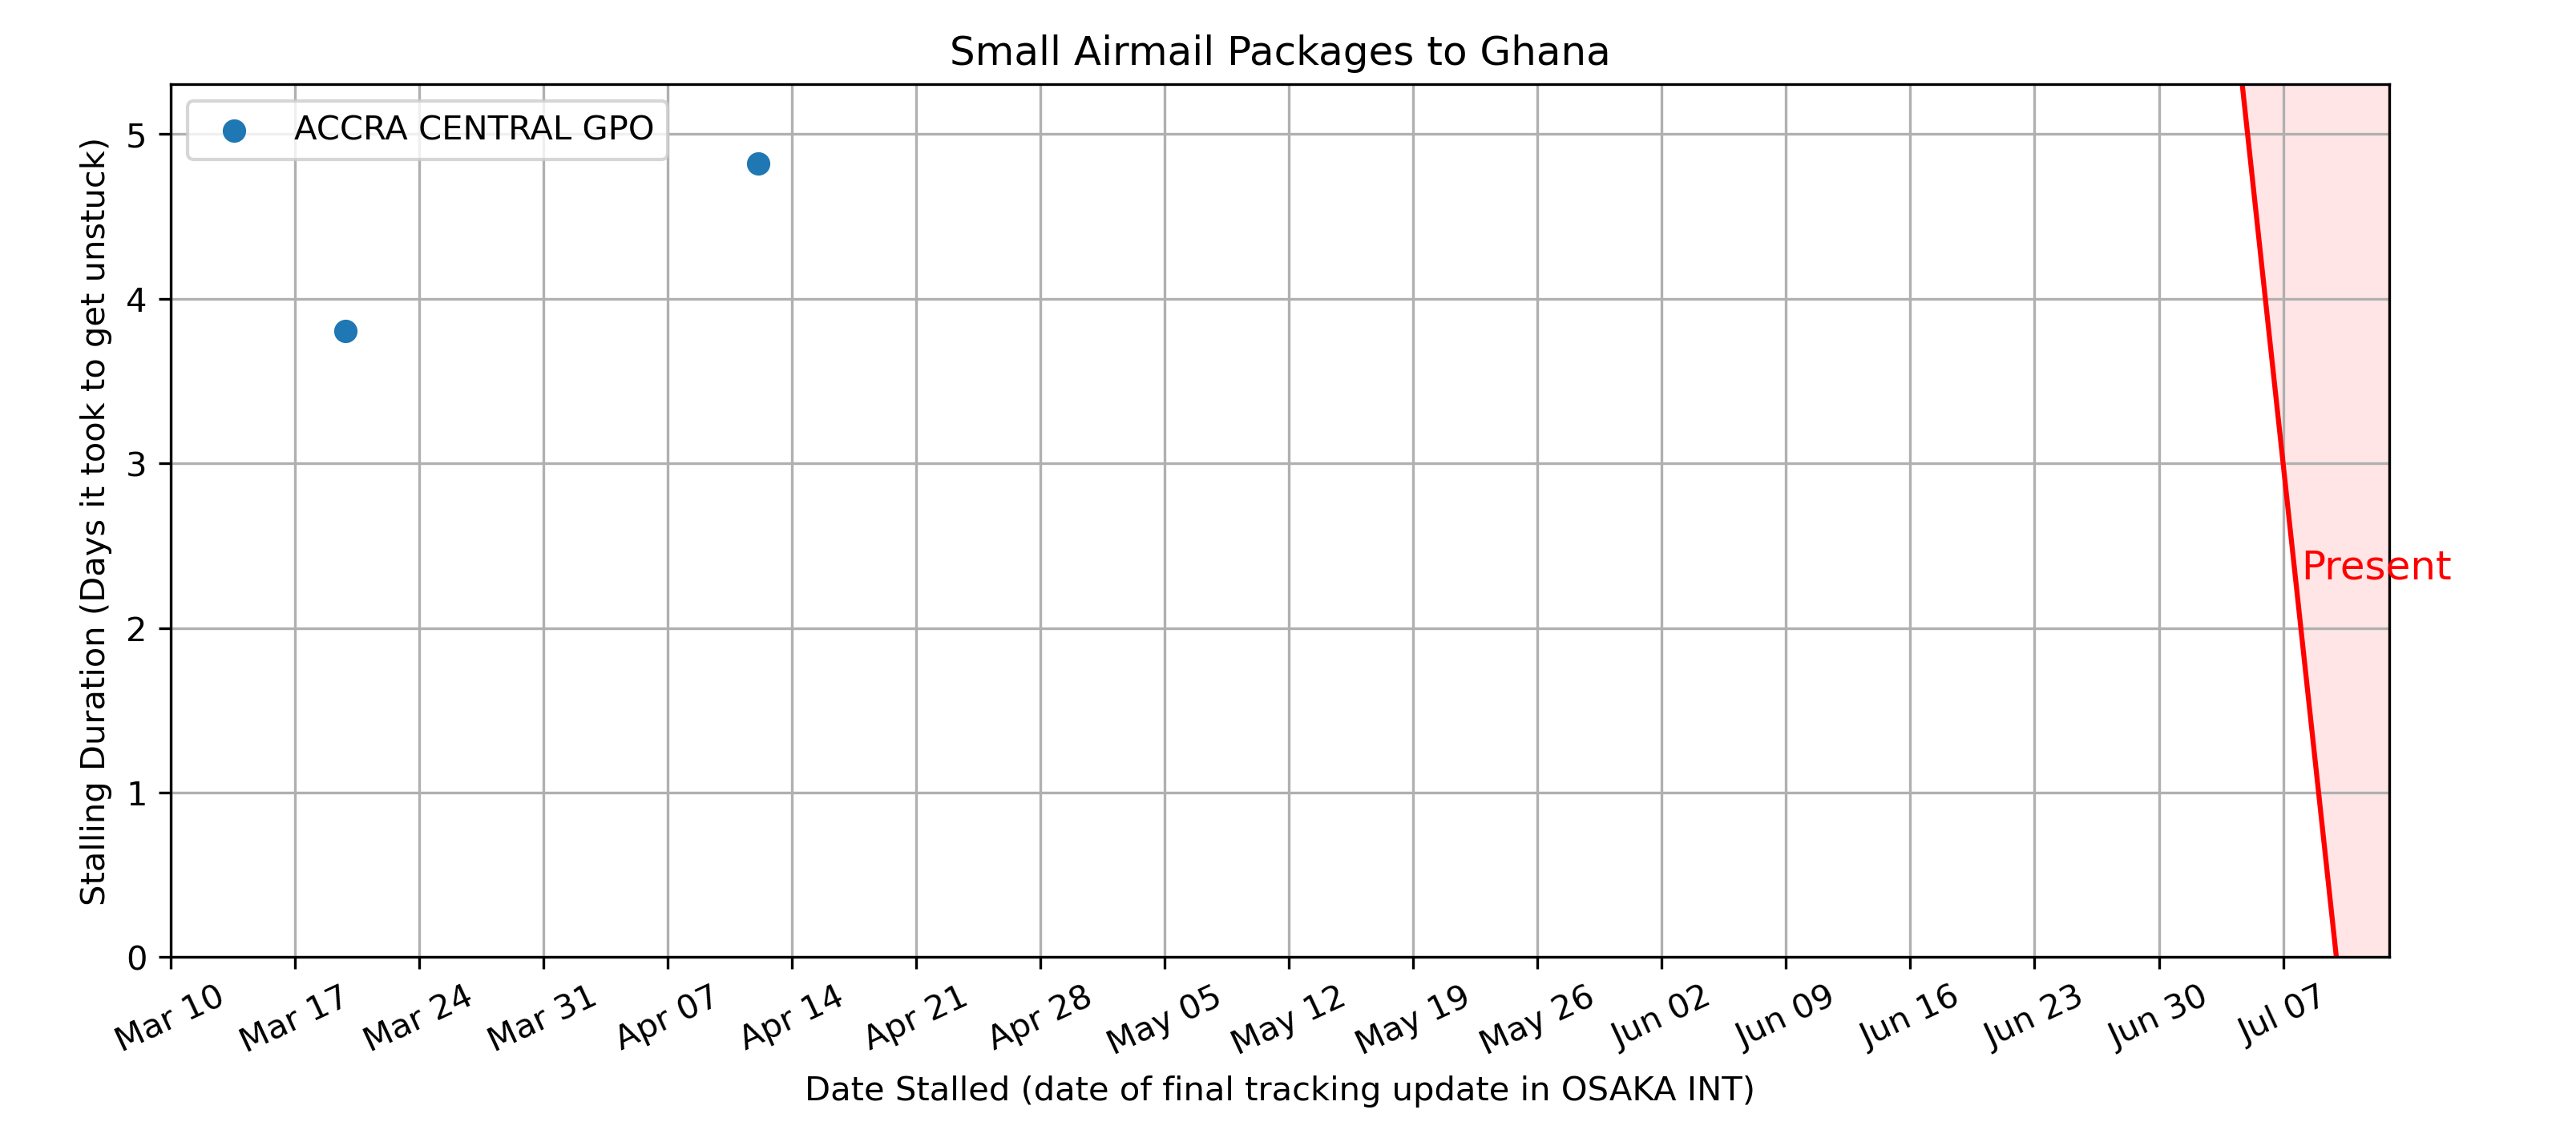 Small Airmail Packages to Ghana
ACCRA CENTRAL GPO
Stalling Duration (Days it took to get unstuck)
5
4
3
2
1
0
Present
Mar 10 Mar 17 Mar 24 Mar 31 Apr 07 Apr 14 Apr 21 Apr 28 May 05 May 12 May 19 May 26 Jun 02 Jun 09 Jun 16 Jun 23 Jun 30 Jul 07
Date Stalled (date of final tracking update in OSAKA INT)